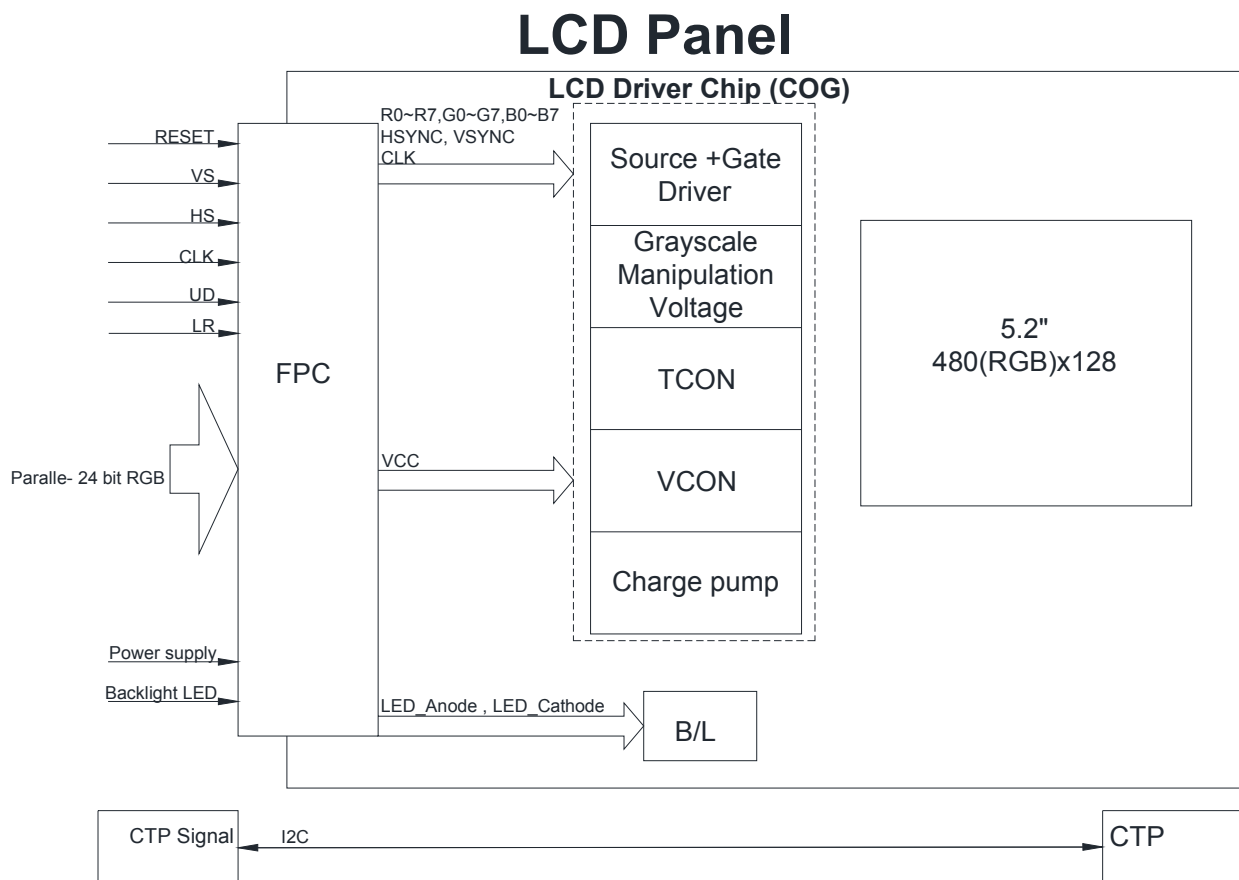 LCD Panel
LCD Driver Chip (COG)
R0~R7,G0~G7,B0~B7
HSYNC, VSYNC
CLK
RESET
VS
HS
CLK
UD
LR
FPC
Paralle- 24 bit RGB
Power supply
Backlight LED
VCC
LED_Anode , LED_Cathode
Source +Gate
Driver
Grayscale
Manipulation
Voltage
TCON
VCON
Charge pump
B/L
5.2"
480(RGB)x128
CTP Signal
I2C
CTP